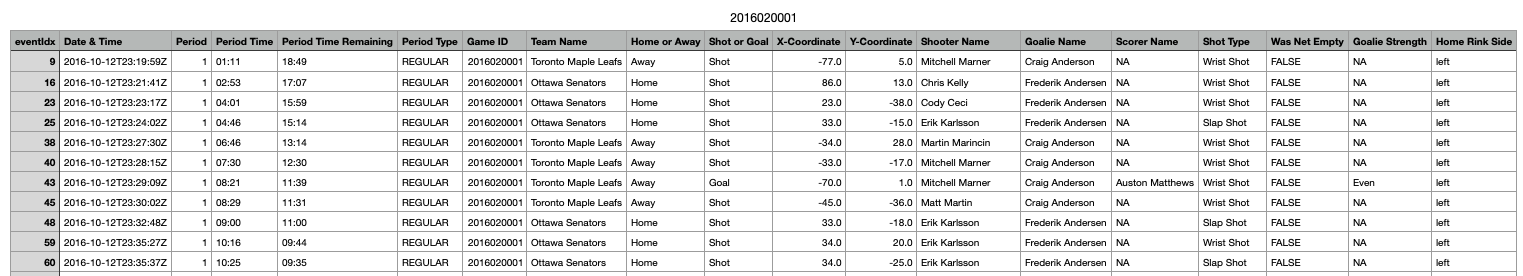 2016020001
eventIdx Date & Time Period Period Time Period Time Remaining Period Type Game ID Team Name Home or Away Shot or Goal X-Coordinate Y-Coordinate Shooter Name Goalie Name Scorer Name Shot Type Was Net Empty Goalie Strength Home Rink Side
9 2016-10-12T23:19:59Z 1 01:11 18:49 REGULAR 2016020001 Toronto Maple Leafs Away Shot -77.0 5.0 Mitchell Marner Craig Anderson NA Wrist Shot FALSE NA left
16 2016-10-12T23:21:41Z 1 02:53 17:07 REGULAR 2016020001 Ottawa Senators Home Shot 86.0 13.0 Chris Kelly Frederik Andersen NA Wrist Shot FALSE NA left
23 2016-10-12T23:23:17Z 1 04:01 15:59 REGULAR 2016020001 Ottawa Senators Home Shot 23.0 -38.0 Cody Ceci Frederik Andersen NA Wrist Shot FALSE NA left
25 2016-10-12T23:24:02Z 1 04:46 15:14 REGULAR 2016020001 Ottawa Senators Home Shot 33.0 -15.0 Erik Karlsson Frederik Andersen NA Slap Shot FALSE NA left
38 2016-10-12T23:27:30Z 1 06:46 13:14 REGULAR 2016020001 Toronto Maple Leafs Away Shot -34.0 28.0 Martin Marincin Craig Anderson NA Wrist Shot FALSE NA left
40 2016-10-12T23:28:15Z 1 07:30 12:30 REGULAR 2016020001 Toronto Maple Leafs Away Shot -33.0 -17.0 Mitchell Marner Craig Anderson NA Wrist Shot FALSE NA left
43 2016-10-12T23:29:09Z 1 08:21 11:39 REGULAR 2016020001 Toronto Maple Leafs Away Goal -70.0 1.0 Mitchell Marner Craig Anderson Auston Matthews Wrist Shot FALSE Even left
45 2016-10-12T23:30:02Z 1 08:29 11:31 REGULAR 2016020001 Toronto Maple Leafs Away Shot -45.0 -36.0 Matt Martin Craig Anderson NA Wrist Shot FALSE NA left
48 2016-10-12T23:32:48Z 1 09:00 11:00 REGULAR 2016020001 Ottawa Senators Home Shot 33.0 -18.0 Erik Karlsson Frederik Andersen NA Slap Shot FALSE NA left
59 2016-10-12T23:35:27Z 1 10:16 09:44 REGULAR 2016020001 Ottawa Senators Home Shot 34.0 20.0 Erik Karlsson Frederik Andersen NA Wrist Shot FALSE NA left
60 2016-10-12T23:35:37Z 1 10:25 09:35 REGULAR 2016020001 Ottawa Senators Home Shot 34.0 -25.0 Erik Karlsson Frederik Andersen NA Slap Shot FALSE NA left